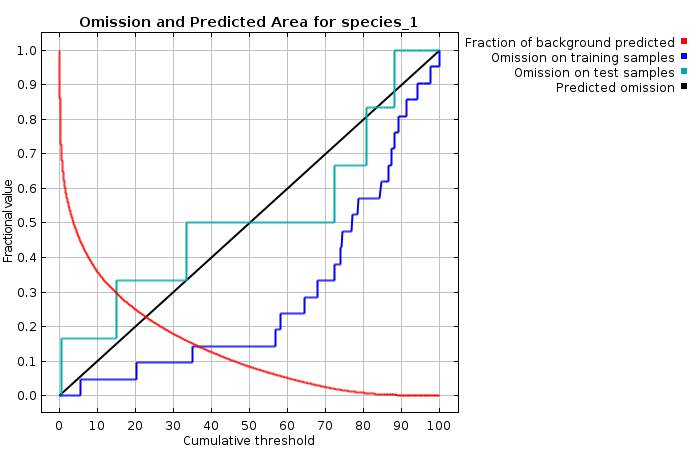 Omission and Predicted Area for species_1
Fraction of background predicted
Omission on training samples
Omission on test samples
Predicted omission
Fractional value
1.0
0.9
0.8
0.7
0.6
0.5
0.4
0.3
0.2
0.1
0.0
0 10 20 30 40 50 60 70 80 90 100
Cumulative threshold